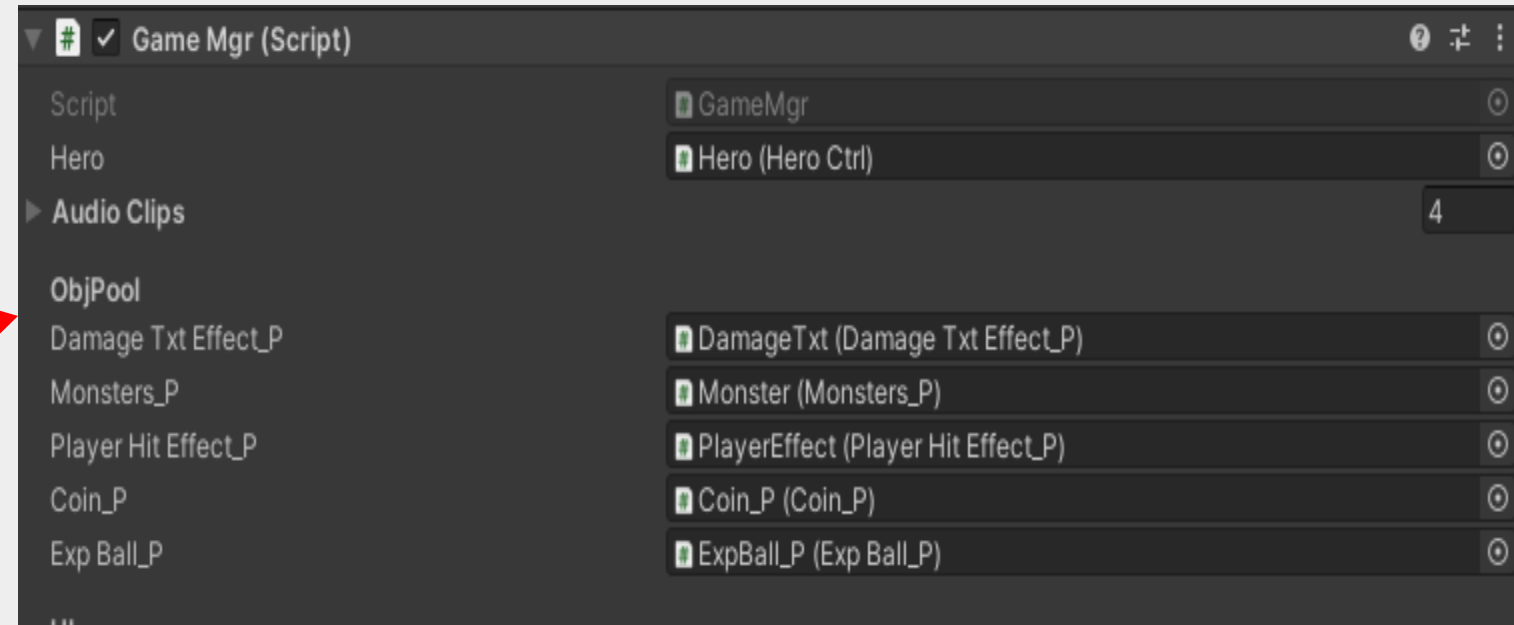 Game Mgr (Script)
Script GameMgr
Hero Hero (Hero Ctrl)
Audio Clips 4
ObjPool
Damage Txt Effect_P DamageTxt (Damage Txt Effect_P)
Monsters_P Monster (Monsters_P)
Player Hit Effect_P PlayerEffect (Player Hit Effect_P)
Coin_P Coin_P (Coin_P)
Exp Ball_P ExpBall_P (Exp Ball_P)